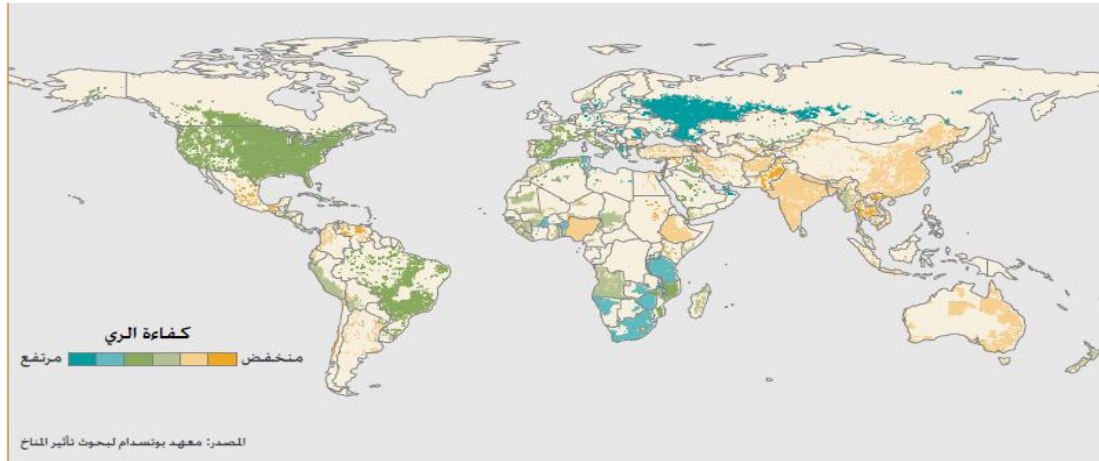 كفاءة الري
منخفض مرتفع
المصدر: معهد بوتسدام لبحوث تأثير المناخ